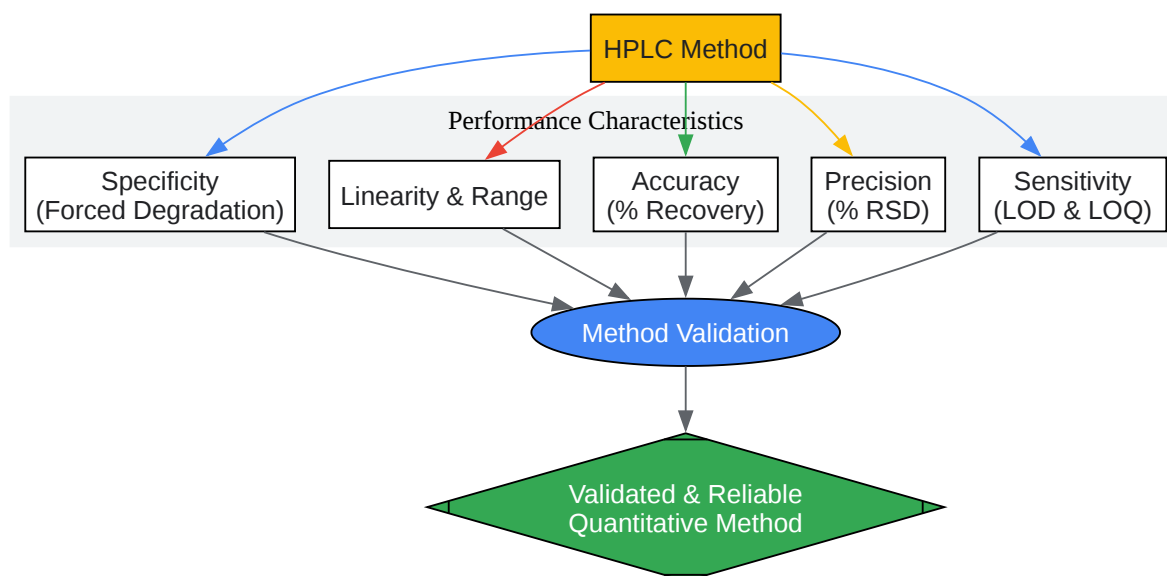 HPLC Method
Performance Characteristics
Specificity
(Forced Degradation)
Linearity & Range
Accuracy
(% Recovery)
Precision
(% RSD)
Sensitivity
(LOD & LOQ)
Method Validation
Validated & Reliable
Quantitative Method